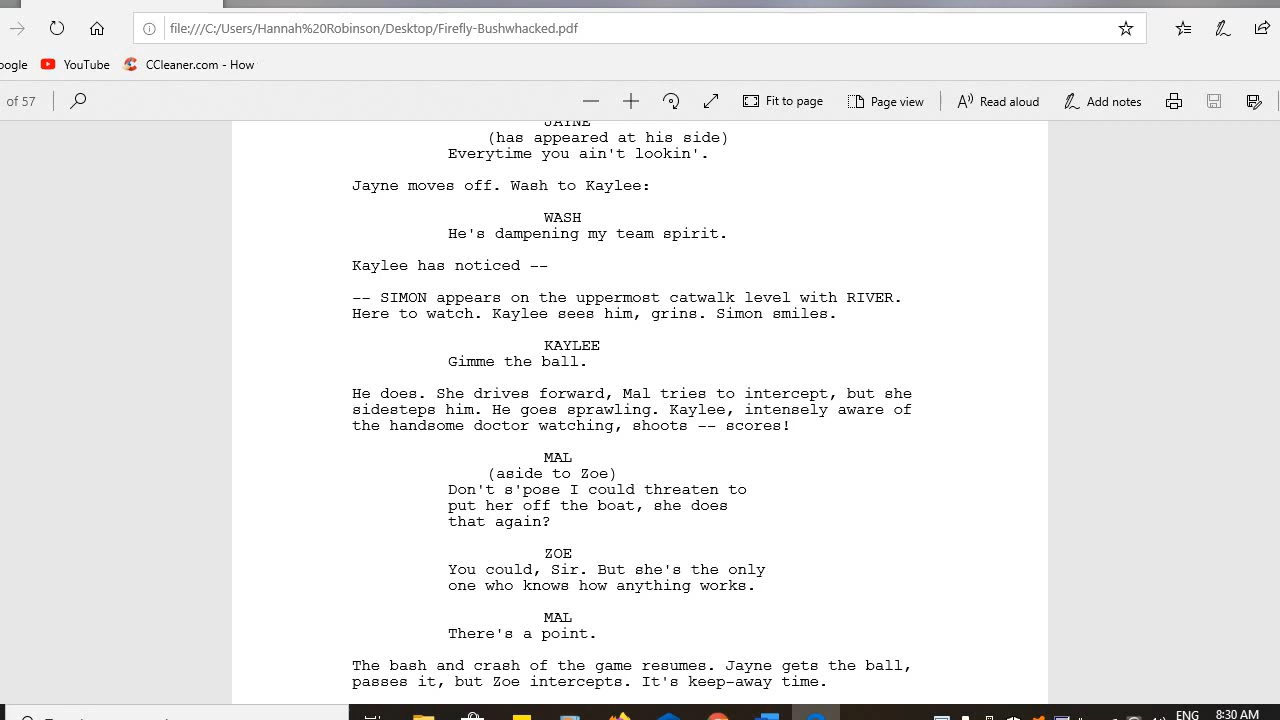 file:///C:/Users/Hannah%20Robinson/Desktop/Firefly-Bushwhacked.pdf
oogle YouTube CCleaner.com - How
of 57 Fit to page Page view Read aloud Add notes
JAYNE
(has appeared at his side)
Everytime you ain't lookin'.
Jayne moves off. Wash to Kaylee:
WASH
He's dampening my team spirit.
Kaylee has noticed --
-- SIMON appears on the uppermost catwalk level with RIVER.
Here to watch. Kaylee sees him, grins. Simon smiles.
KAYLEE
Gimme the ball.
He does. She drives forward, Mal tries to intercept, but she
sidesteps him. He goes sprawling. Kaylee, intensely aware of
the handsome doctor watching, shoots -- scores!
MAL
(aside to Zoe)
Don't s'pose I could threaten to
put her off the boat, she does
that again?
ZOE
You could, Sir. But she's the only
one who knows how anything works.
MAL
There's a point.
The bash and crash of the game resumes. Jayne gets the ball,
passes it, but Zoe intercepts. It's keep-away time.
ENG 8:30 AM